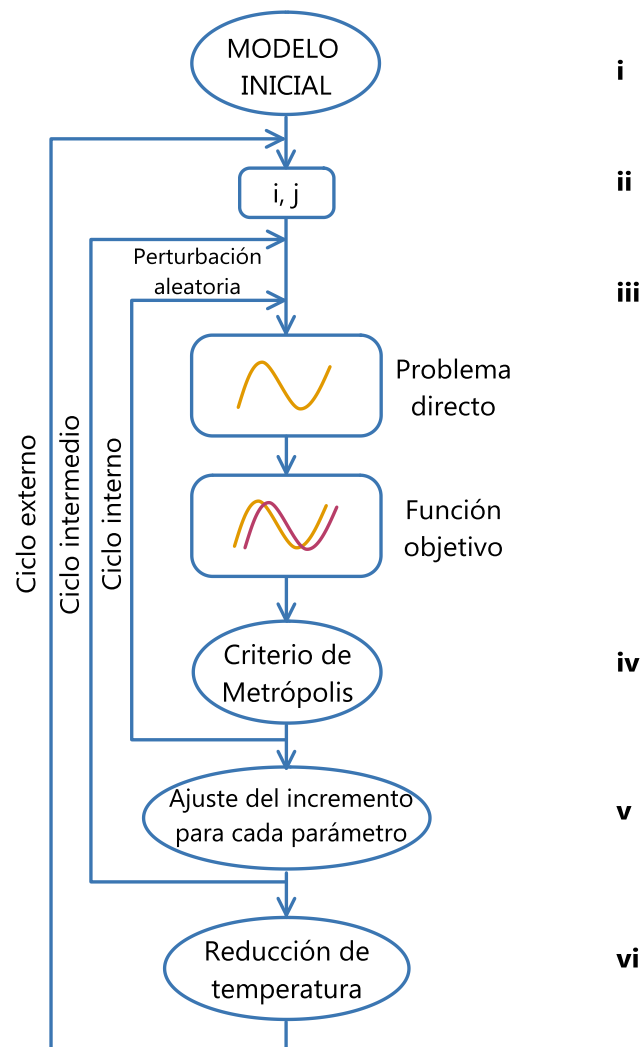 MODELO
INICIAL
i
i, j
ii
Perturbación
aleatoria
iii
Problema
directo
Función
objetivo
Ciclo externo
Ciclo intermedio
Ciclo interno
Criterio de
Metrópolis
iv
Ajuste del incremento
para cada parámetro
v
Reducción de
temperatura
vi